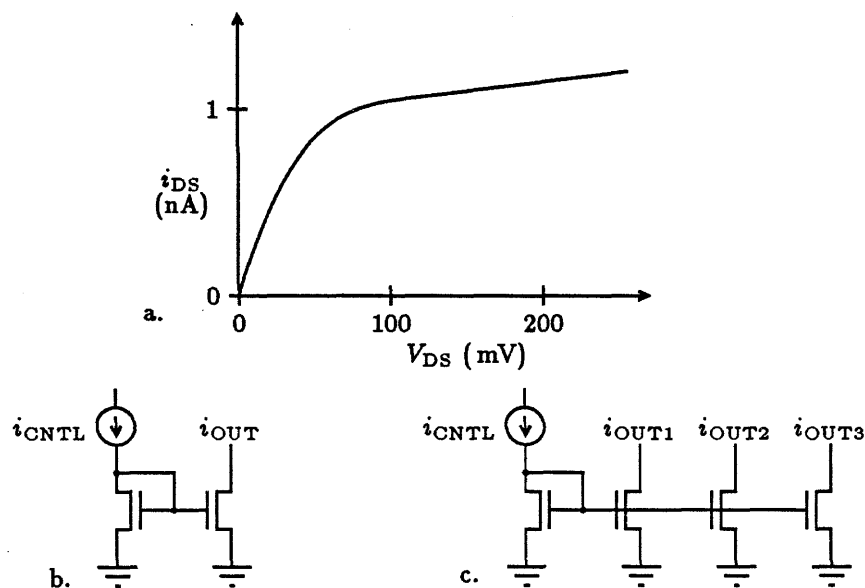 1
i_DS
(nA)
0
a.
0 100 200
V_DS (mV)
i_CNTL i_OUT
b.
i_CNTL i_OUT1 i_OUT2 i_OUT3
c.